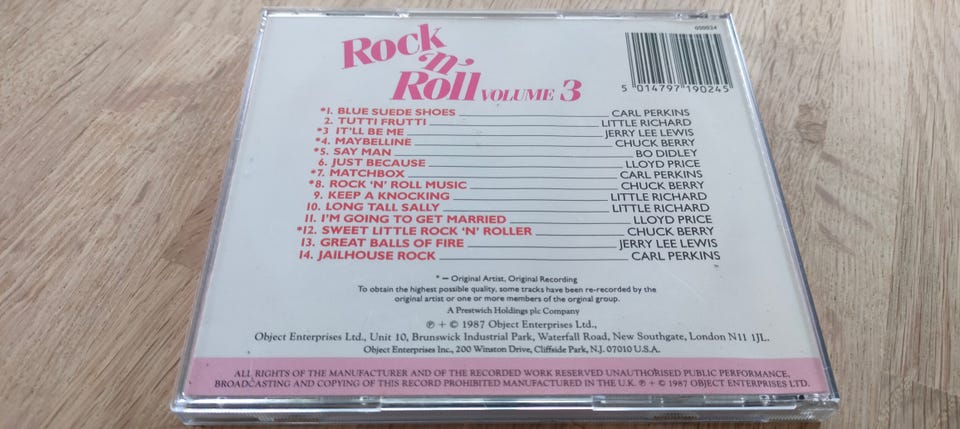 Rock
'n'
Roll VOLUME 3
050024
5 014797 190245
*1. BLUE SUEDE SHOES CARL PERKINS
2. TUTTI FRUTTI LITTLE RICHARD
*3 IT'LL BE ME JERRY LEE LEWIS
*4. MAYBELLINE CHUCK BERRY
*5. SAY MAN BO DIDLEY
6. JUST BECAUSE LLOYD PRICE
*7. MATCHBOX CARL PERKINS
*8. ROCK 'N' ROLL MUSIC CHUCK BERRY
9. KEEP A KNOCKING LITTLE RICHARD
10. LONG TALL SALLY LITTLE RICHARD
11. I'M GOING TO GET MARRIED LLOYD PRICE
*12. SWEET LITTLE ROCK 'N' ROLLER CHUCK BERRY
13. GREAT BALLS OF FIRE JERRY LEE LEWIS
14. JAILHOUSE ROCK CARL PERKINS
* — Original Artist, Original Recording
To obtain the highest possible quality, some tracks have been re-recorded by the
original artist or one or more members of the orginal group.
A Prestwich Holdings plc Company
℗ + © 1987 Object Enterprises Ltd.,
Object Enterprises Ltd., Unit 10, Brunswick Industrial Park, Waterfall Road, New Southgate, London N11 1JL.
Object Enterprises Inc., 200 Winston Drive, Cliffside Park, N.J. 07010 U.S.A.
ALL RIGHTS OF THE MANUFACTURER AND OF THE RECORDED WORK RESERVED UNAUTHORISED PUBLIC PERFORMANCE,
BROADCASTING AND COPYING OF THIS RECORD PROHIBITED MANUFACTURED IN THE U.K. ℗ + © 1987 OBJECT ENTERPRISES LTD.